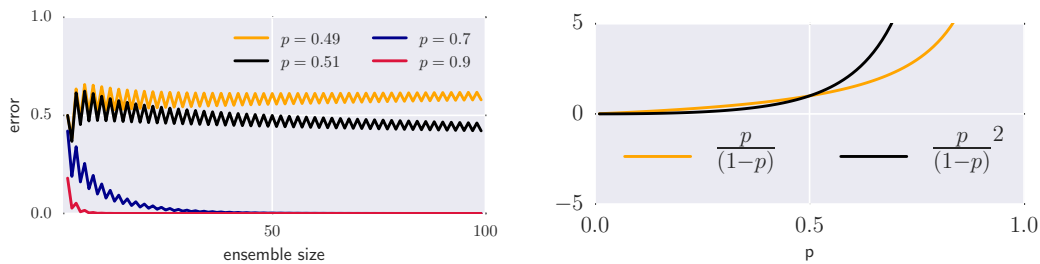 1.0
0.5
0.0
error
p = 0.49
p = 0.51
p = 0.7
p = 0.9
50
100
ensemble size
5
0
−5
p/(1−p)
p/(1−p) 2
0.0
0.5
1.0
p